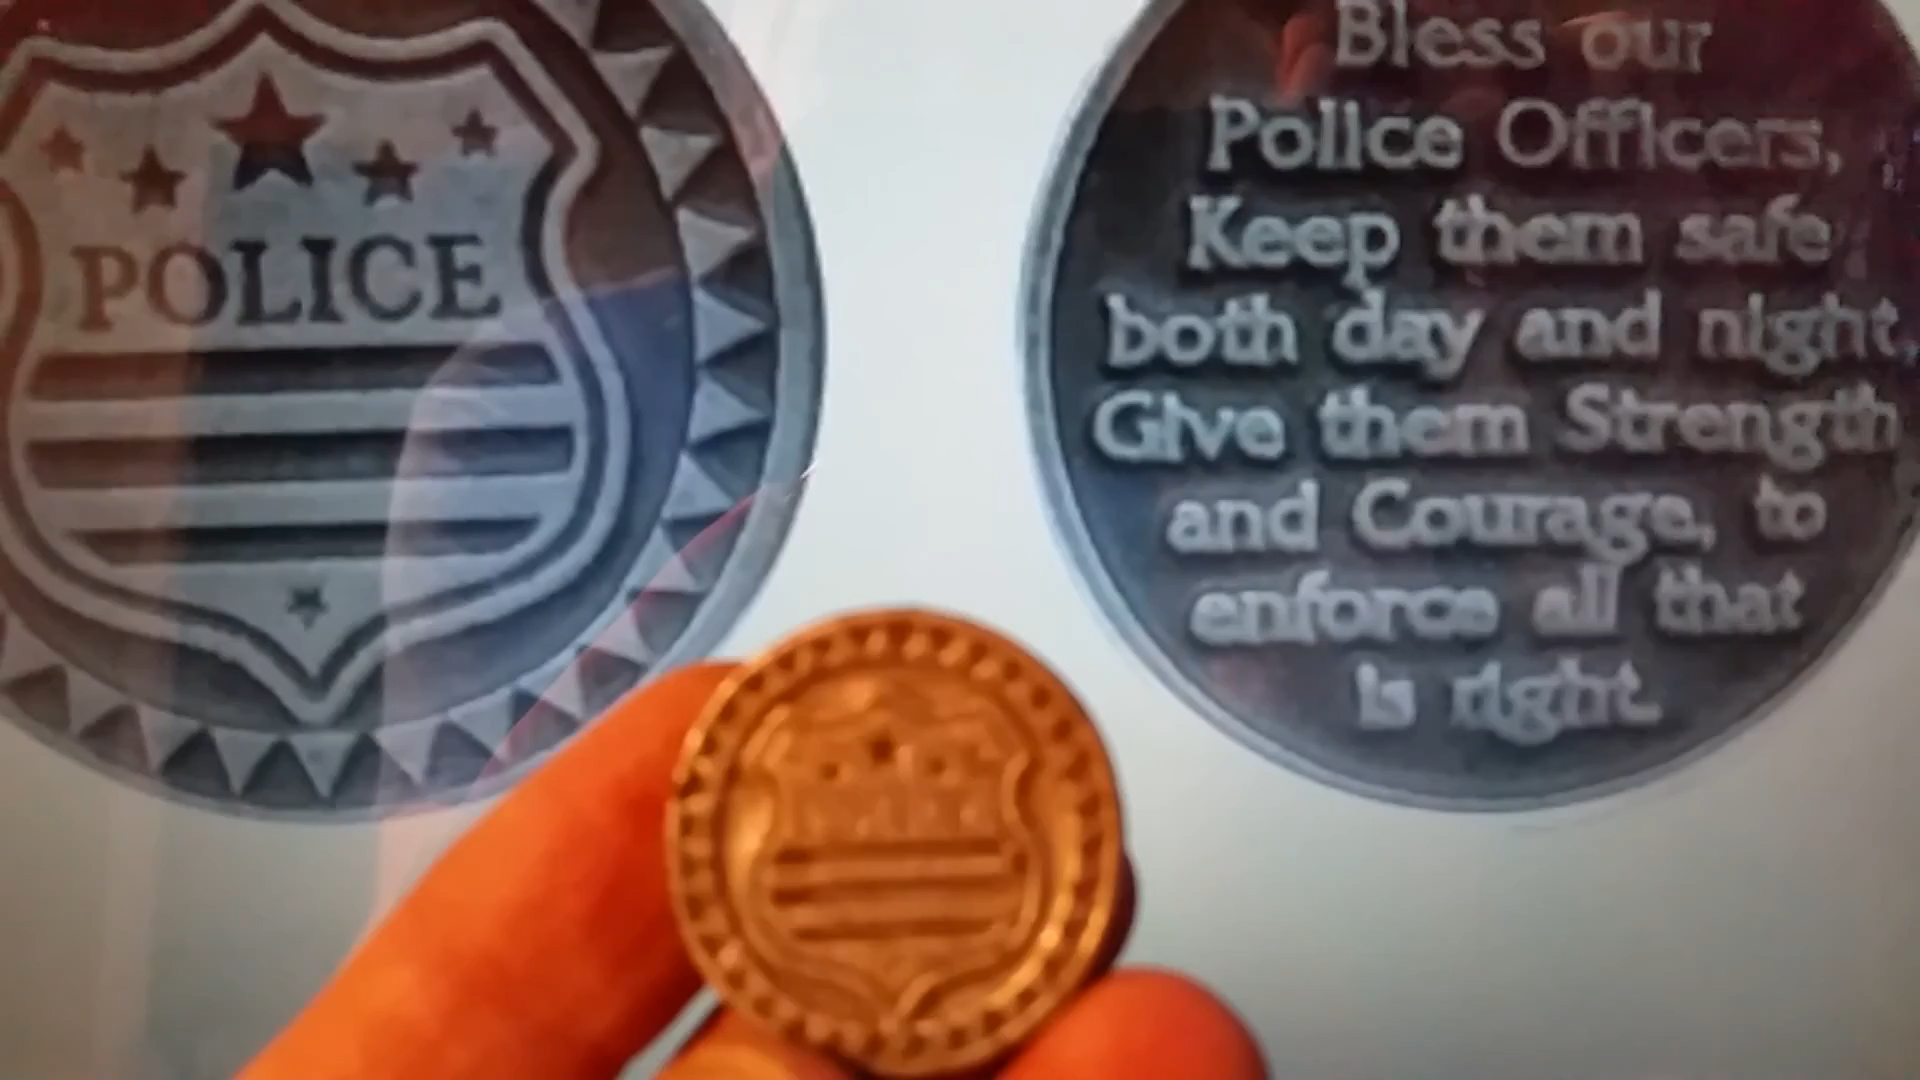 POLICE
Bless our
Police Officers,
Keep them safe
both day and night,
Give them Strength
and Courage, to
enforce all that
is right.